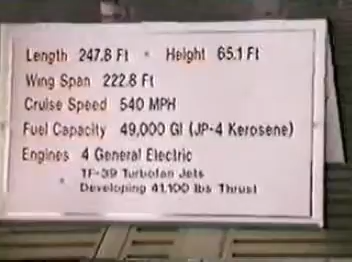 Length 247.8 Ft • Height 65.1 Ft
Wing Span 222.8 Ft
Cruise Speed 540 MPH
Fuel Capacity 49,000 Gl (JP-4 Kerosene)
Engines 4 General Electric
TF-39 Turbofan Jets
• Developing 41,100 lbs Thrust